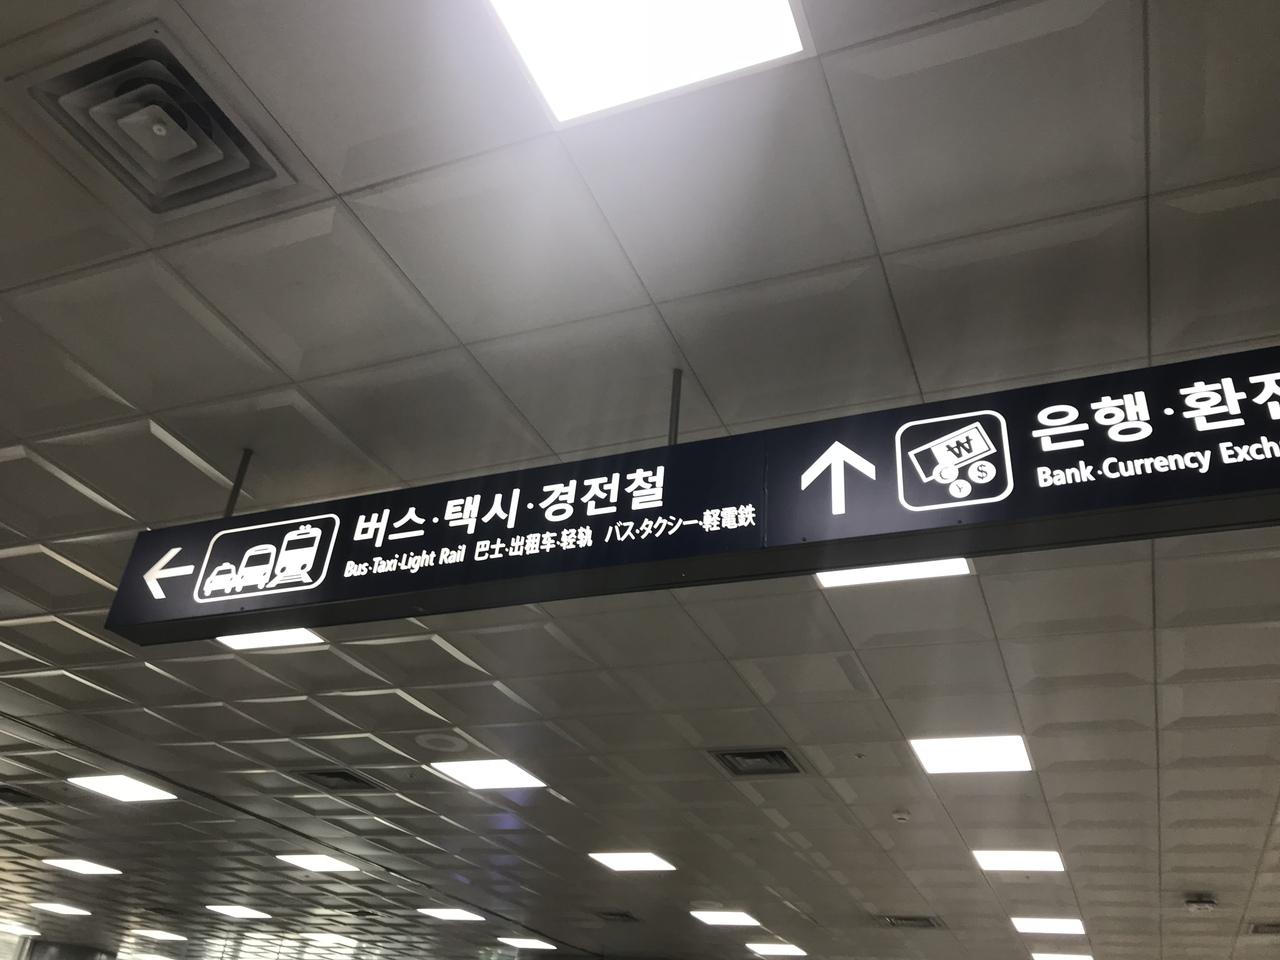 버스·택시·경전철
Bus·Taxi·Light Rail 巴士·出租车·轻轨 バス·タクシー·軽電鉄
은행·환전
Bank·Currency